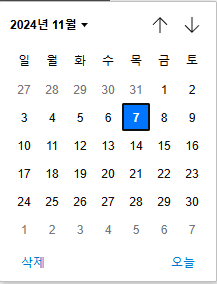 2024년 11월
일 월 화 수 목 금 토
27 28 29 30 31 1 2
3 4 5 6 7 8 9
10 11 12 13 14 15 16
17 18 19 20 21 22 23
24 25 26 27 28 29 30
1 2 3 4 5 6 7
삭제 오늘